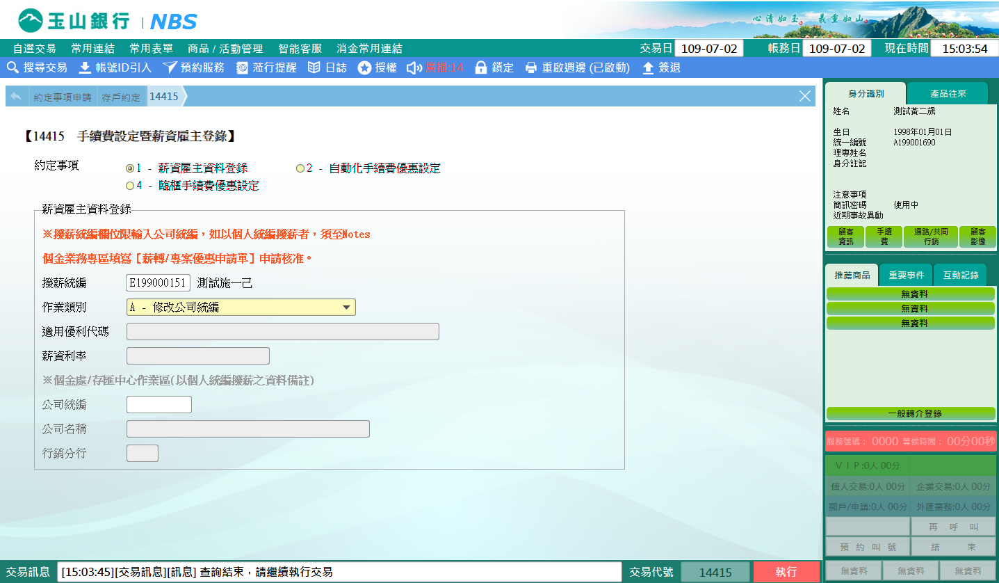 玉山銀行 | NBS
心清如玉。義重如山。
自選交易 常用連結 常用表單 商品 / 活動管理 智能客服 消金常用連結 交易日 109-07-02 帳務日 109-07-02 現在時間 15:03:54
搜尋交易 帳號ID引入 預約服務 蒞行提醒 日誌 授權 廣播:14 鎖定 重啟週邊 (已啟動) 簽退
約定事項申請 存戶約定 14415
【14415 手續費設定暨薪資雇主登錄】
約定事項
1 - 薪資雇主資料登錄 2 - 自動化手續費優惠設定
4 - 臨櫃手續費優惠設定
薪資雇主資料登錄
※撥薪統編欄位限輸入公司統編，如以個人統編撥薪者，須至Notes
個金業務專區填寫［薪轉/專案優惠申請單］申請核准。
撥薪統編 E199000151 測試施一己
作業類別 A - 修改公司統編
適用優利代碼
薪資利率
※個金處/存匯中心作業區(以個人統編撥薪之資料備註)
公司統編
公司名稱
行銷分行
交易訊息 [15:03:45][交易訊息][訊息] 查詢結束，請繼續執行交易 交易代號 14415 執行
身分識別 產品往來
姓名 測試黃二歲
生日 1998年01月01日
統一編號 A199001690
理專姓名
身分註記
注意事項
簡訊密碼 使用中
近期事故異動
顧客資訊 手續費 通路/共同行銷 顧客影像
推薦商品 重要事件 互動記錄
無資料
無資料
無資料
一般轉介登錄
服務號碼： 0000 等候時間： 00分00秒
ＶＩＰ:0人 00分
個人交易:0人 00分 企業交易:0人 00分
開戶/申請:0人 00分 外匯業務:0人 00分
再 呼 叫
預 約 叫 號 結 束
無資料 無資料 無資料